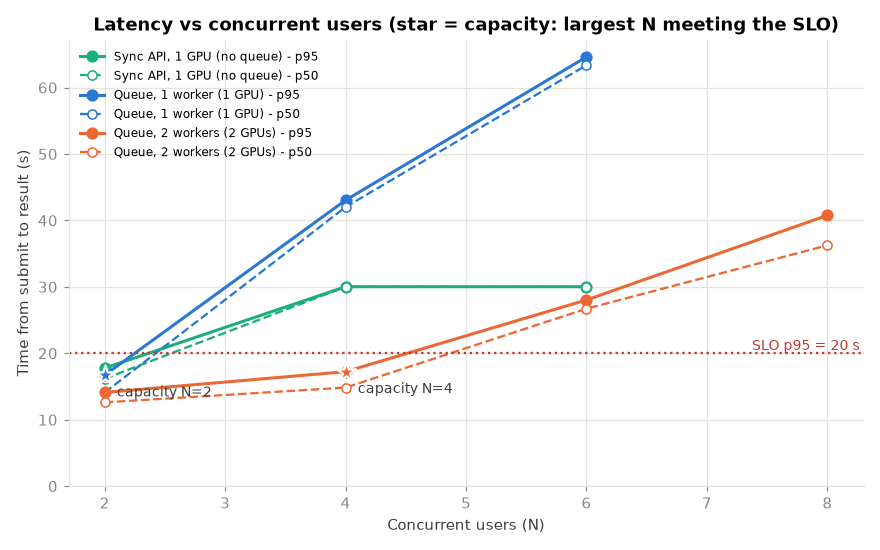 Latency vs concurrent users (star = capacity: largest N meeting the SLO)
Sync API, 1 GPU (no queue) - p95
Sync API, 1 GPU (no queue) - p50
Queue, 1 worker (1 GPU) - p95
Queue, 1 worker (1 GPU) - p50
Queue, 2 workers (2 GPUs) - p95
Queue, 2 workers (2 GPUs) - p50
Time from submit to result (s)
60
50
40
30
20
10
0
SLO p95 = 20 s
capacity N=2
capacity N=4
2
3
4
5
6
7
8
Concurrent users (N)